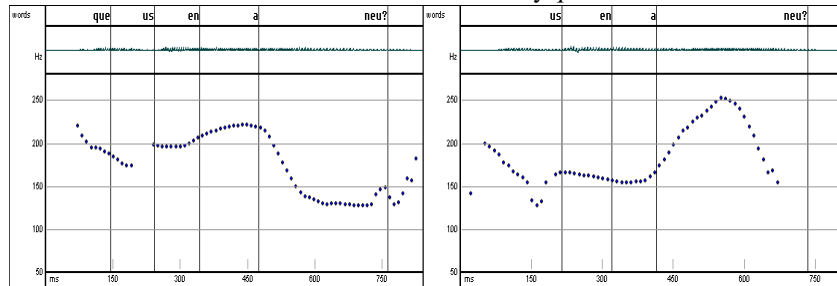 words que us en a neu? words us en a neu?
Hz Hz
250 250
200 200
150 150
100 100
50 ms 150 300 450 600 750 50 ms 150 300 450 600 750